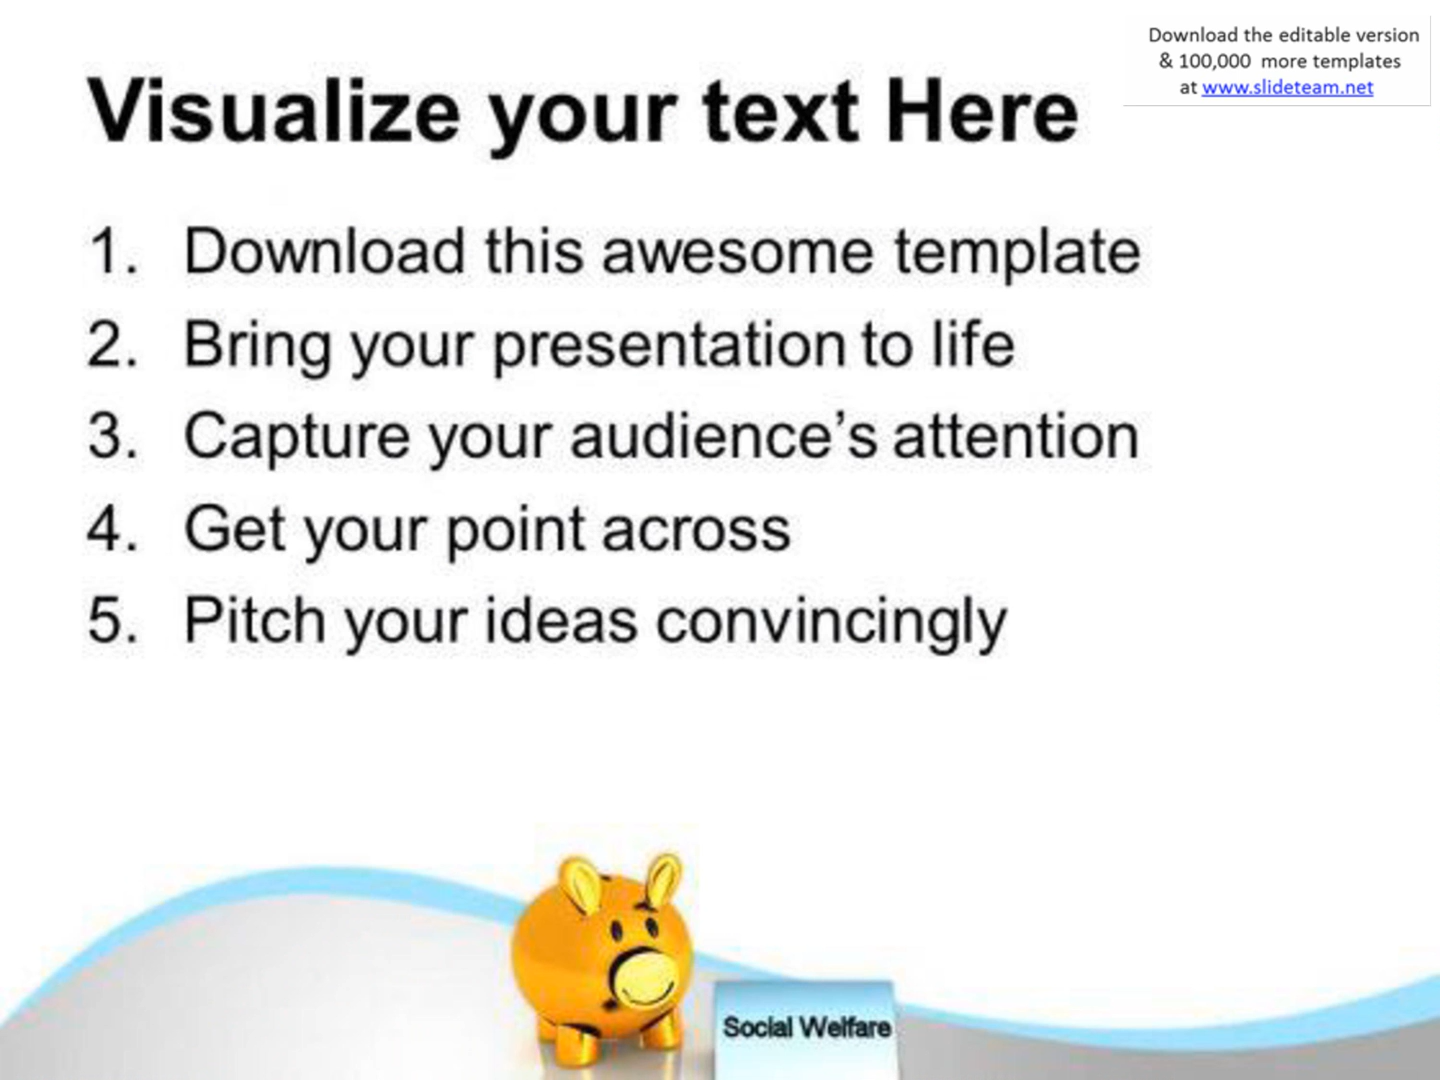 Download the editable version
& 100,000 more templates
at www.slideteam.net
Visualize your text Here
1. Download this awesome template
2. Bring your presentation to life
3. Capture your audience’s attention
4. Get your point across
5. Pitch your ideas convincingly
Social Welfare